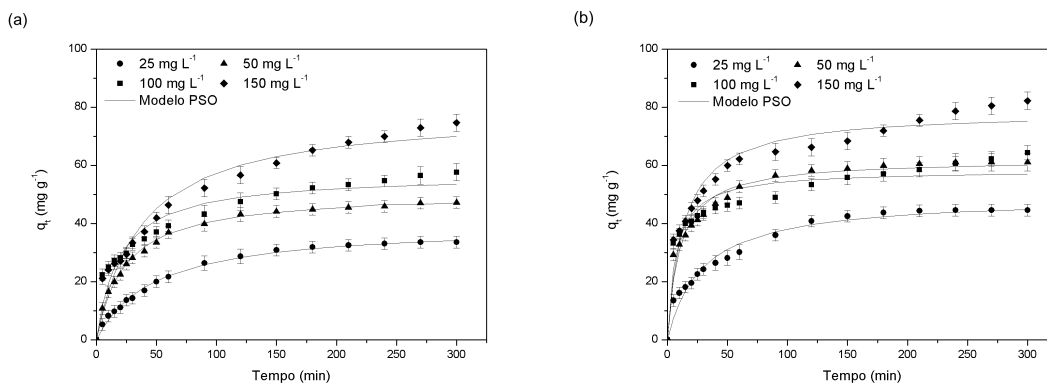 (a)
100
80
60
40
20
0
q_t (mg g⁻¹)
25 mg L⁻¹
50 mg L⁻¹
100 mg L⁻¹
150 mg L⁻¹
Modelo PSO
0 50 100 150 200 250 300
Tempo (min)
(b)
100
80
60
40
20
0
q_t (mg g⁻¹)
25 mg L⁻¹
50 mg L⁻¹
100 mg L⁻¹
150 mg L⁻¹
Modelo PSO
0 50 100 150 200 250 300
Tempo (min)